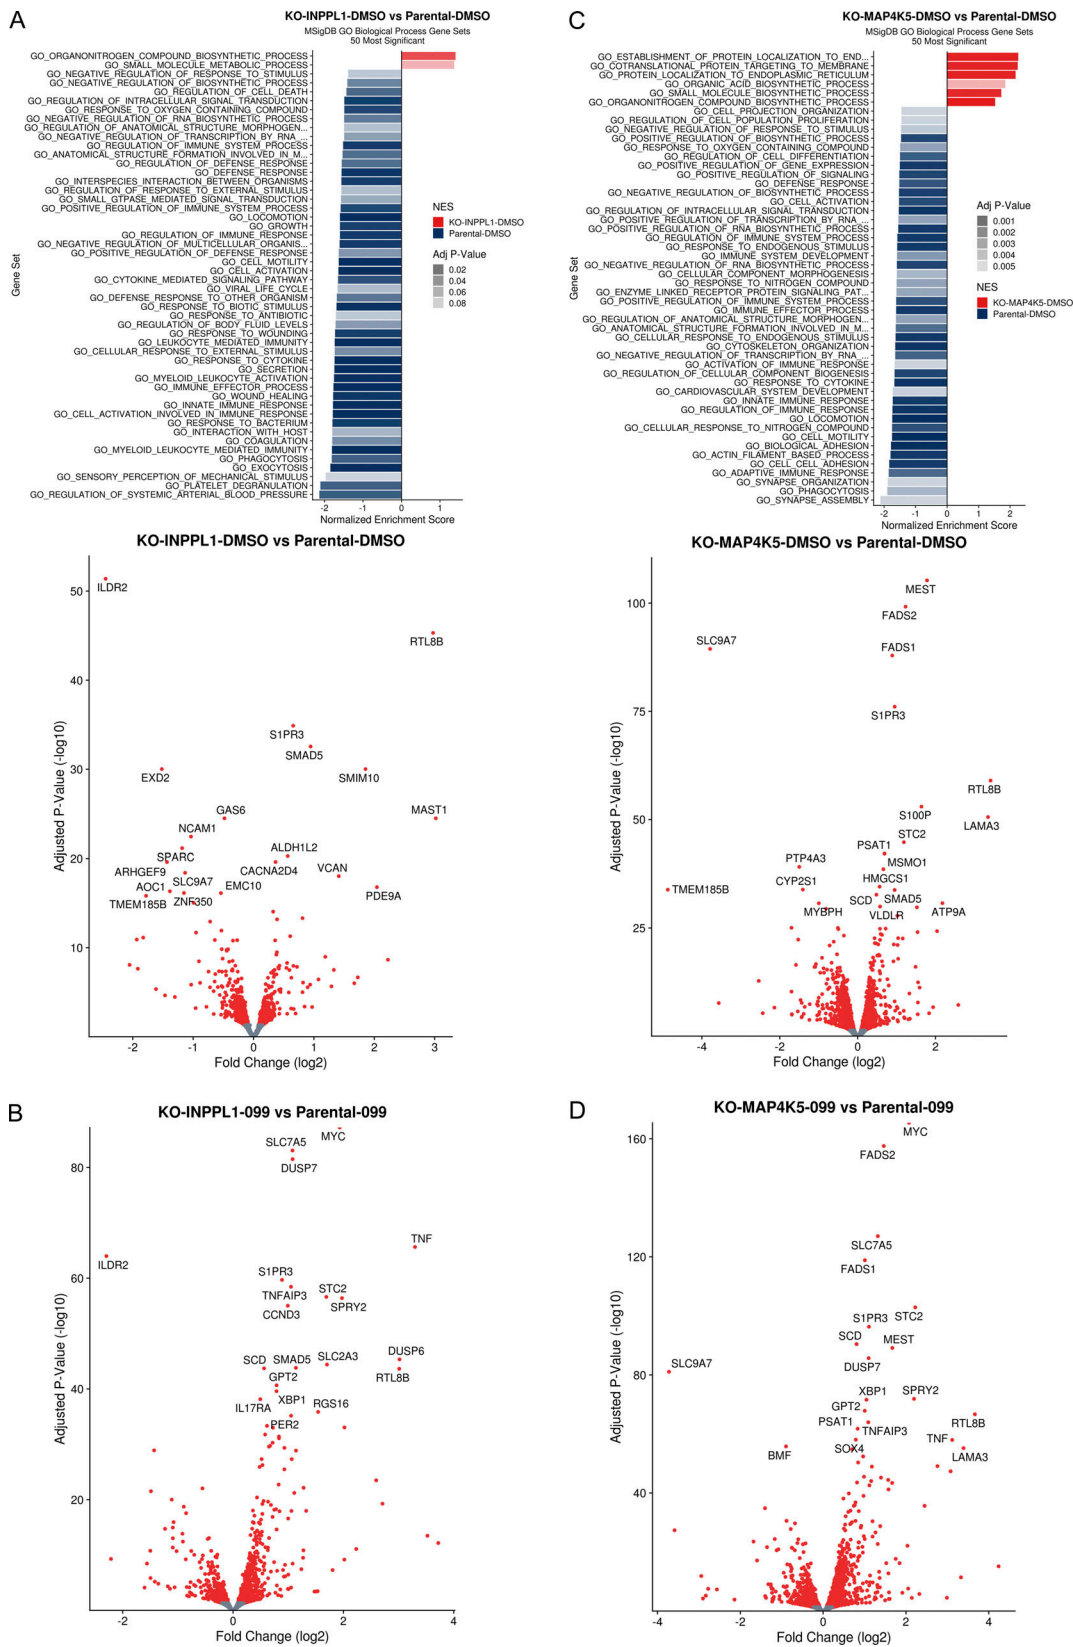 A
KO-INPPL1-DMSO vs Parental-DMSO
MSigDB GO Biological Process Gene Sets
50 Most Significant
GO_ORGANONITROGEN_COMPOUND_BIOSYNTHETIC_PROCESS
GO_SMALL_MOLECULE_METABOLIC_PROCESS
GO_NEGATIVE_REGULATION_OF_RESPONSE_TO_STIMULUS
GO_NEGATIVE_REGULATION_OF_BIOSYNTHETIC_PROCESS
GO_REGULATION_OF_CELL_DEATH
GO_REGULATION_OF_INTRACELLULAR_SIGNAL_TRANSDUCTION
GO_RESPONSE_TO_OXYGEN_CONTAINING_COMPOUND
GO_NEGATIVE_REGULATION_OF_RNA_BIOSYNTHETIC_PROCESS
GO_REGULATION_OF_ANATOMICAL_STRUCTURE_MORPHOGEN...
GO_NEGATIVE_REGULATION_OF_TRANSCRIPTION_BY_RNA_...
GO_REGULATION_OF_IMMUNE_SYSTEM_PROCESS
GO_ANATOMICAL_STRUCTURE_FORMATION_INVOLVED_IN_M...
GO_REGULATION_OF_DEFENSE_RESPONSE
GO_DEFENSE_RESPONSE
GO_INTERSPECIES_INTERACTION_BETWEEN_ORGANISMS
GO_REGULATION_OF_RESPONSE_TO_EXTERNAL_STIMULUS
GO_SMALL_GTPASE_MEDIATED_SIGNAL_TRANSDUCTION
GO_POSITIVE_REGULATION_OF_IMMUNE_SYSTEM_PROCESS
GO_LOCOMOTION
GO_GROWTH
GO_REGULATION_OF_IMMUNE_RESPONSE
GO_NEGATIVE_REGULATION_OF_MULTICELLULAR_ORGANIS...
GO_POSITIVE_REGULATION_OF_DEFENSE_RESPONSE
GO_CELL_MOTILITY
GO_CELL_ACTIVATION
GO_CYTOKINE_MEDIATED_SIGNALING_PATHWAY
GO_VIRAL_LIFE_CYCLE
GO_DEFENSE_RESPONSE_TO_OTHER_ORGANISM
GO_RESPONSE_TO_BIOTIC_STIMULUS
GO_RESPONSE_TO_ANTIBIOTIC
GO_REGULATION_OF_BODY_FLUID_LEVELS
GO_RESPONSE_TO_WOUNDING
GO_LEUKOCYTE_MEDIATED_IMMUNITY
GO_CELLULAR_RESPONSE_TO_EXTERNAL_STIMULUS
GO_RESPONSE_TO_CYTOKINE
GO_SECRETION
GO_MYELOID_LEUKOCYTE_ACTIVATION
GO_IMMUNE_EFFECTOR_PROCESS
GO_WOUND_HEALING
GO_INNATE_IMMUNE_RESPONSE
GO_CELL_ACTIVATION_INVOLVED_IN_IMMUNE_RESPONSE
GO_RESPONSE_TO_BACTERIUM
GO_INTERACTION_WITH_HOST
GO_COAGULATION
GO_MYELOID_LEUKOCYTE_MEDIATED_IMMUNITY
GO_PHAGOCYTOSIS
GO_EXOCYTOSIS
GO_SENSORY_PERCEPTION_OF_MECHANICAL_STIMULUS
GO_PLATELET_DEGRANULATION
GO_REGULATION_OF_SYSTEMIC_ARTERIAL_BLOOD_PRESSURE
Gene Set
-2 -1 0 1
Normalized Enrichment Score
NES
KO-INPPL1-DMSO
Parental-DMSO
Adj P-Value
0.02
0.04
0.06
0.08
KO-INPPL1-DMSO vs Parental-DMSO
ILDR2
RTL8B
S1PR3
SMAD5
EXD2
SMIM10
GAS6
MAST1
NCAM1
SPARC
ALDH1L2
ARHGEF9
CACNA2D4
VCAN
SLC9A7
AOC1
EMC10
PDE9A
TMEM185B
ZNF350
50
40
30
20
10
Adjusted P-Value (-log10)
-2 -1 0 1 2 3
Fold Change (log2)
B
KO-INPPL1-099 vs Parental-099
MYC
SLC7A5
DUSP7
TNF
ILDR2
S1PR3
STC2
TNFAIP3
SPRY2
CCND3
DUSP6
SCD
SMAD5
SLC2A3
GPT2
RTL8B
XBP1
IL17RA
RGS16
PER2
80
60
40
20
Adjusted P-Value (-log10)
-2 0 2 4
Fold Change (log2)
C
KO-MAP4K5-DMSO vs Parental-DMSO
MSigDB GO Biological Process Gene Sets
50 Most Significant
GO_ESTABLISHMENT_OF_PROTEIN_LOCALIZATION_TO_END...
GO_COTRANSLATIONAL_PROTEIN_TARGETING_TO_MEMBRANE
GO_PROTEIN_LOCALIZATION_TO_ENDOPLASMIC_RETICULUM
GO_ORGANIC_ACID_BIOSYNTHETIC_PROCESS
GO_SMALL_MOLECULE_BIOSYNTHETIC_PROCESS
GO_ORGANONITROGEN_COMPOUND_BIOSYNTHETIC_PROCESS
GO_CELL_PROJECTION_ORGANIZATION
GO_REGULATION_OF_CELL_POPULATION_PROLIFERATION
GO_NEGATIVE_REGULATION_OF_RESPONSE_TO_STIMULUS
GO_POSITIVE_REGULATION_OF_BIOSYNTHETIC_PROCESS
GO_RESPONSE_TO_OXYGEN_CONTAINING_COMPOUND
GO_REGULATION_OF_CELL_DIFFERENTIATION
GO_POSITIVE_REGULATION_OF_GENE_EXPRESSION
GO_POSITIVE_REGULATION_OF_SIGNALING
GO_DEFENSE_RESPONSE
GO_NEGATIVE_REGULATION_OF_BIOSYNTHETIC_PROCESS
GO_CELL_ACTIVATION
GO_REGULATION_OF_INTRACELLULAR_SIGNAL_TRANSDUCTION
GO_POSITIVE_REGULATION_OF_TRANSCRIPTION_BY_RNA_...
GO_POSITIVE_REGULATION_OF_RNA_BIOSYNTHETIC_PROCESS
GO_REGULATION_OF_IMMUNE_SYSTEM_PROCESS
GO_RESPONSE_TO_ENDOGENOUS_STIMULUS
GO_IMMUNE_SYSTEM_DEVELOPMENT
GO_NEGATIVE_REGULATION_OF_RNA_BIOSYNTHETIC_PROCESS
GO_CELLULAR_COMPONENT_MORPHOGENESIS
GO_RESPONSE_TO_NITROGEN_COMPOUND
GO_ENZYME_LINKED_RECEPTOR_PROTEIN_SIGNALING_PAT...
GO_POSITIVE_REGULATION_OF_IMMUNE_SYSTEM_PROCESS
GO_IMMUNE_EFFECTOR_PROCESS
GO_REGULATION_OF_ANATOMICAL_STRUCTURE_MORPHOGEN...
GO_ANATOMICAL_STRUCTURE_FORMATION_INVOLVED_IN_M...
GO_CELLULAR_RESPONSE_TO_ENDOGENOUS_STIMULUS
GO_CYTOSKELETON_ORGANIZATION
GO_NEGATIVE_REGULATION_OF_TRANSCRIPTION_BY_RNA_...
GO_ACTIVATION_OF_IMMUNE_RESPONSE
GO_REGULATION_OF_CELLULAR_COMPONENT_BIOGENESIS
GO_RESPONSE_TO_CYTOKINE
GO_CARDIOVASCULAR_SYSTEM_DEVELOPMENT
GO_INNATE_IMMUNE_RESPONSE
GO_REGULATION_OF_IMMUNE_RESPONSE
GO_LOCOMOTION
GO_CELLULAR_RESPONSE_TO_NITROGEN_COMPOUND
GO_CELL_MOTILITY
GO_BIOLOGICAL_ADHESION
GO_ACTIN_FILAMENT_BASED_PROCESS
GO_CELL_CELL_ADHESION
GO_ADAPTIVE_IMMUNE_RESPONSE
GO_SYNAPSE_ORGANIZATION
GO_PHAGOCYTOSIS
GO_SYNAPSE_ASSEMBLY
Gene Set
-2 -1 0 1 2
Normalized Enrichment Score
Adj P-Value
0.001
0.002
0.003
0.004
0.005
NES
KO-MAP4K5-DMSO
Parental-DMSO
KO-MAP4K5-DMSO vs Parental-DMSO
MEST
FADS2
SLC9A7
FADS1
S1PR3
RTL8B
S100P
LAMA3
STC2
PSAT1
PTP4A3
MSMO1
CYP2S1
HMGCS1
TMEM185B
SCD
SMAD5
MYBPH
VLDLR
ATP9A
100
75
50
25
Adjusted P-Value (-log10)
-4 -2 0 2
Fold Change (log2)
D
KO-MAP4K5-099 vs Parental-099
MYC
FADS2
SLC7A5
FADS1
S1PR3
STC2
SCD
MEST
SLC9A7
DUSP7
XBP1
SPRY2
GPT2
PSAT1
RTL8B
TNFAIP3
TNF
SOX4
BMF
LAMA3
160
120
80
40
Adjusted P-Value (-log10)
-4 -2 0 2 4
Fold Change (log2)